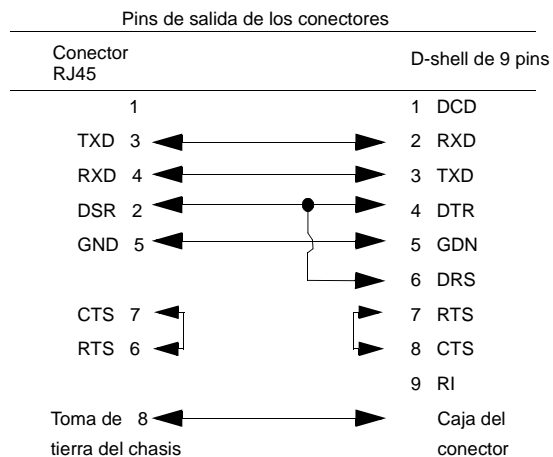 Pins de salida de los conectores
Conector
RJ45
D-shell de 9 pins
1
1 DCD
TXD 3
2 RXD
RXD 4
3 TXD
DSR 2
4 DTR
GND 5
5 GDN
6 DRS
CTS 7
7 RTS
RTS 6
8 CTS
9 RI
Toma de 8
Caja del
tierra del chasis
conector